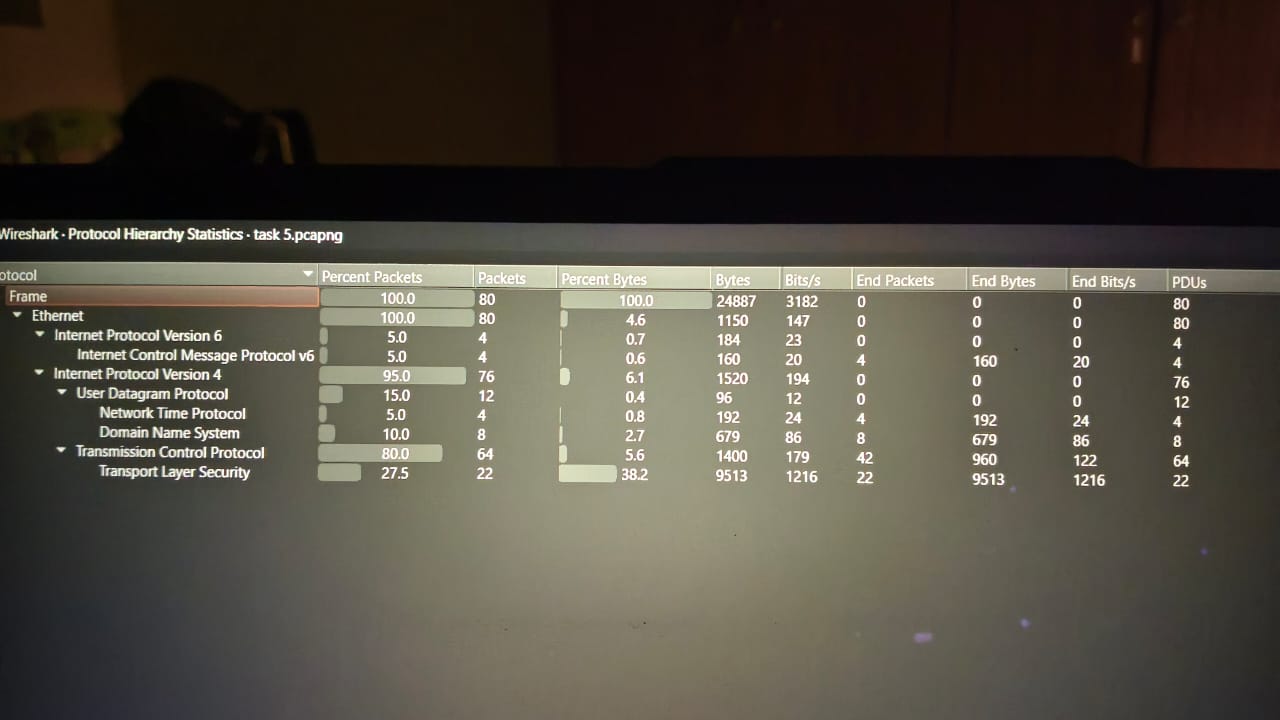 Wireshark · Protocol Hierarchy Statistics · task 5.pcapng
otocol Percent Packets Packets Percent Bytes Bytes Bits/s End Packets End Bytes End Bits/s PDUs
Frame 100.0 80 100.0 24887 3182 0 0 0 80
Ethernet 100.0 80 4.6 1150 147 0 0 0 80
Internet Protocol Version 6 5.0 4 0.7 184 23 0 0 0 4
Internet Control Message Protocol v6 5.0 4 0.6 160 20 4 160 20 4
Internet Protocol Version 4 95.0 76 6.1 1520 194 0 0 0 76
User Datagram Protocol 15.0 12 0.4 96 12 0 0 0 12
Network Time Protocol 5.0 4 0.8 192 24 4 192 24 4
Domain Name System 10.0 8 2.7 679 86 8 679 86 8
Transmission Control Protocol 80.0 64 5.6 1400 179 42 960 122 64
Transport Layer Security 27.5 22 38.2 9513 1216 22 9513 1216 22